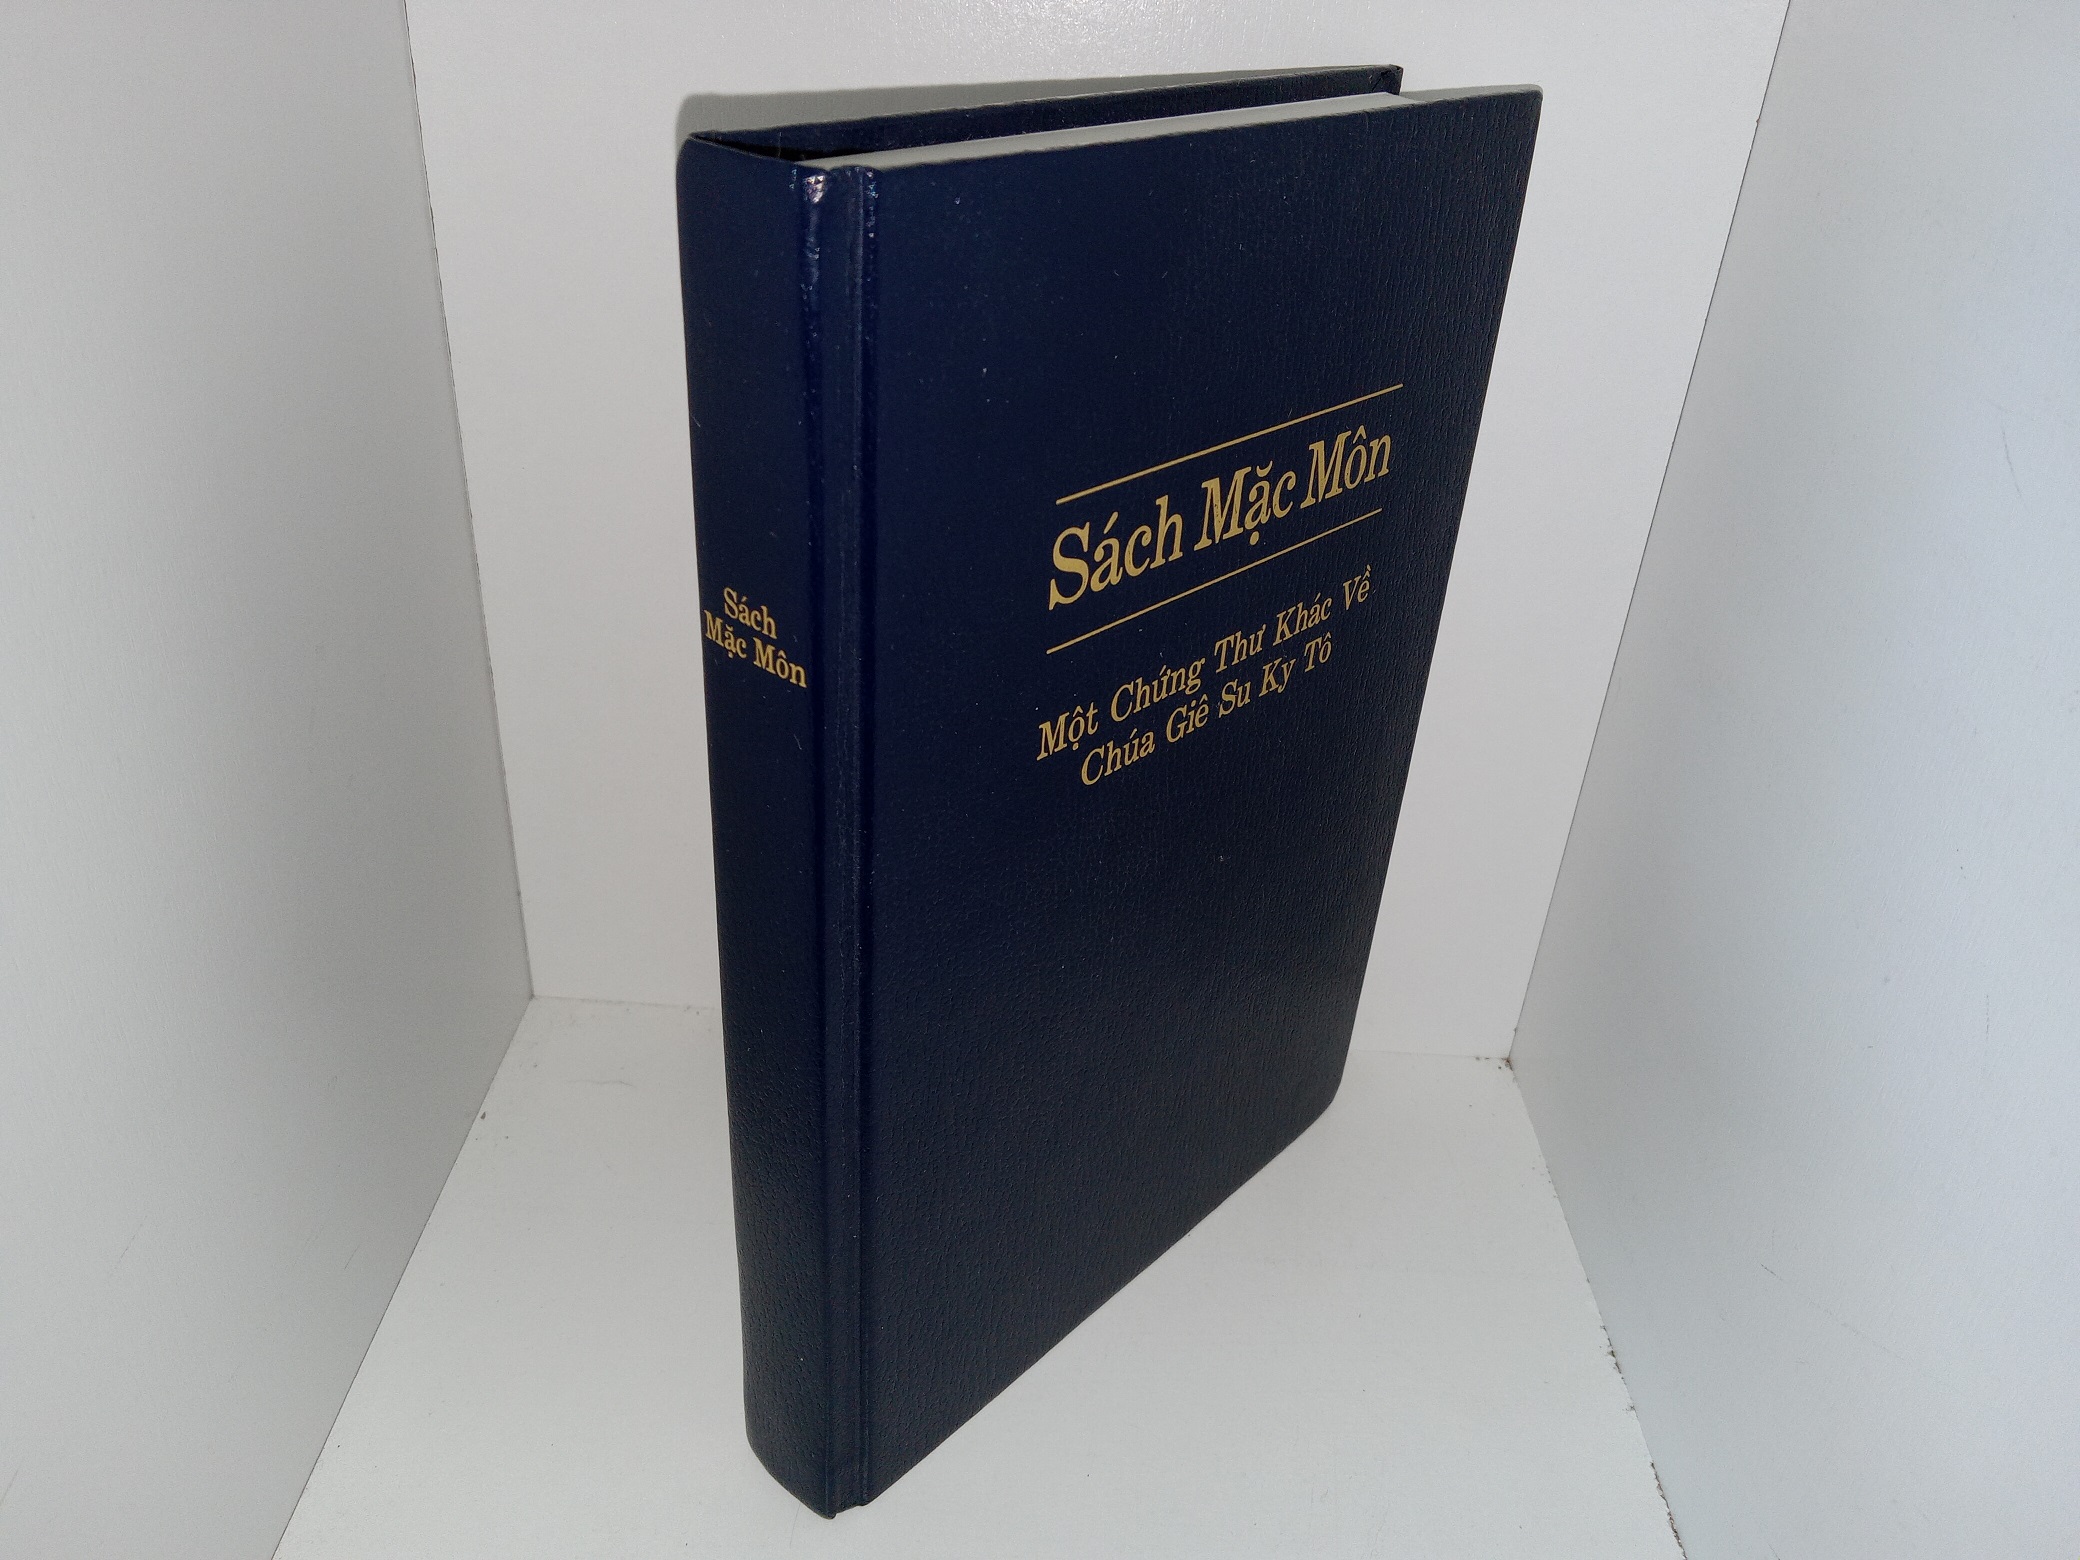 Sách
Mặc Môn
Sách Mặc Môn
Một Chứng Thư Khác Về
Chúa Giê Su Ky Tô